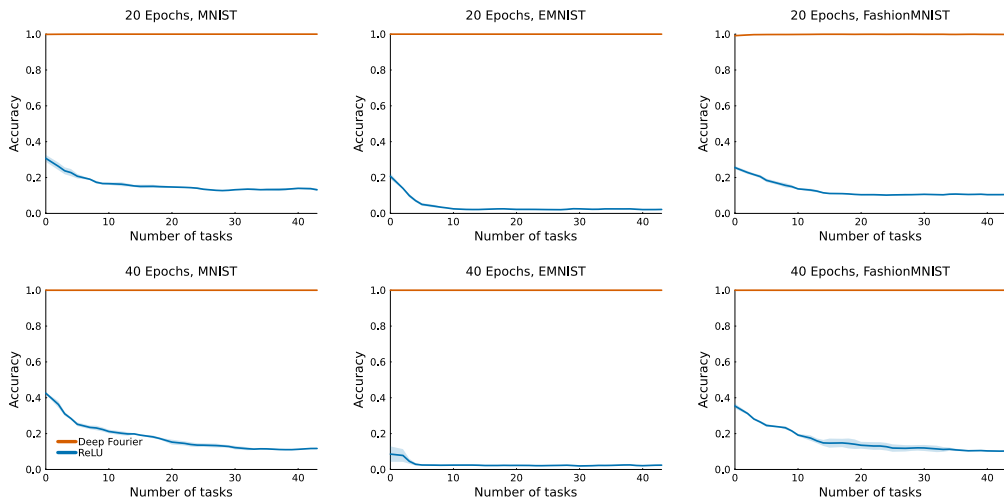 20 Epochs, MNIST
1.0
0.8
0.6
0.4
0.2
0.0
Accuracy
0 10 20 30 40
Number of tasks
20 Epochs, EMNIST
1.0
0.8
0.6
0.4
0.2
0.0
Accuracy
0 10 20 30 40
Number of tasks
20 Epochs, FashionMNIST
1.0
0.8
0.6
0.4
0.2
0.0
Accuracy
0 10 20 30 40
Number of tasks
40 Epochs, MNIST
1.0
0.8
0.6
0.4
0.2
0.0
Accuracy
Deep Fourier
ReLU
0 10 20 30 40
Number of tasks
40 Epochs, EMNIST
1.0
0.8
0.6
0.4
0.2
0.0
Accuracy
0 10 20 30 40
Number of tasks
40 Epochs, FashionMNIST
1.0
0.8
0.6
0.4
0.2
0.0
Accuracy
0 10 20 30 40
Number of tasks